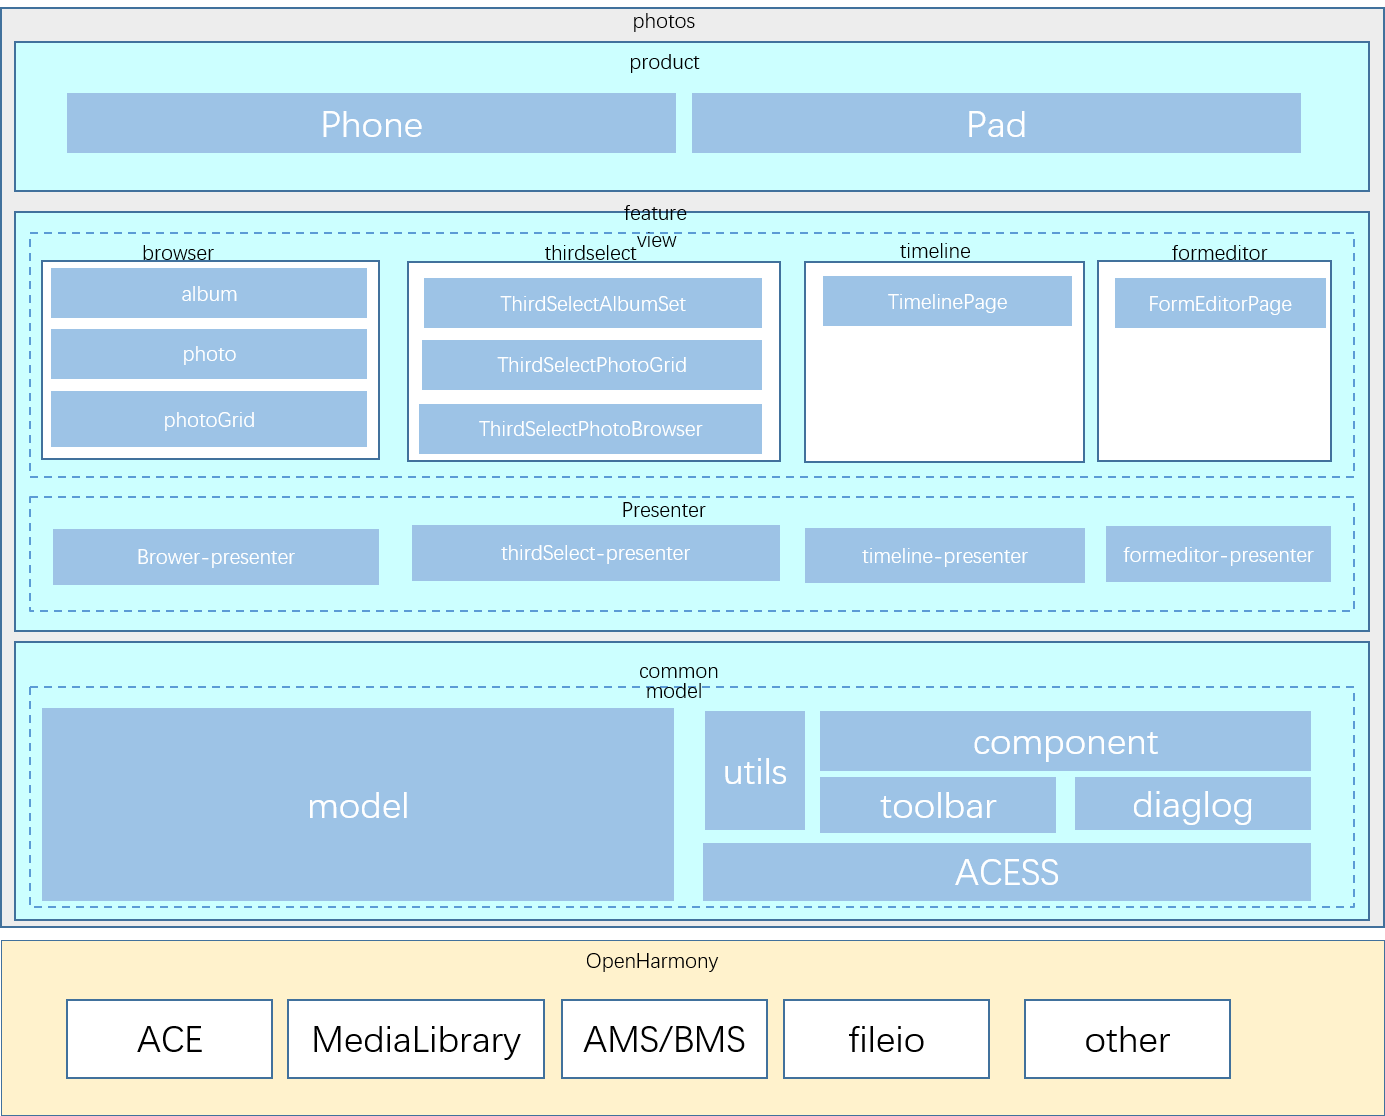 photos
product
Phone
Pad
feature
view
browser
album
photo
photoGrid
thirdselect
ThirdSelectAlbumSet
ThirdSelectPhotoGrid
ThirdSelectPhotoBrowser
timeline
TimelinePage
formeditor
FormEditorPage
Presenter
Brower-presenter
thirdSelect-presenter
timeline-presenter
formeditor-presenter
common
model
model
utils
component
toolbar
diaglog
ACESS
OpenHarmony
ACE
MediaLibrary
AMS/BMS
fileio
other